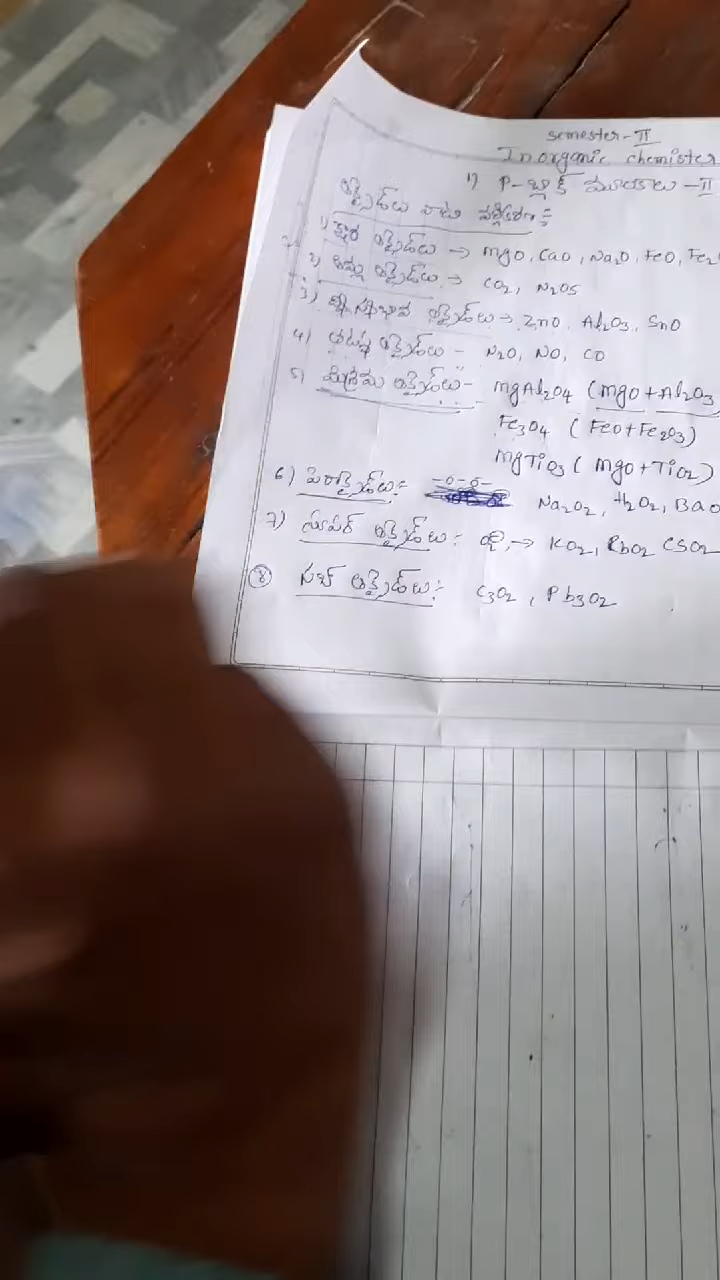 semester-II
Inorganic chemister
1) P-బ్లాక్ మూలకాలు -II
ఆక్సైడ్‌లు వాటి వర్గీకరణ :-
1) క్షార ఆక్సైడ్‌లు → mgO, CaO, Na2O, FeO, Fe2
2) ఆమ్ల ఆక్సైడ్‌లు → CO2, N2O5
3) ఆక్సైడ్‌లు → ZnO, Al2O3, SnO
4) తటస్థ ఆక్సైడ్‌లు - N2O, NO, CO
5) మిశ్రమ ఆక్సైడ్‌లు - mgAl2O4 (mgO+Al2O3
Fe3O4 (FeO+Fe2O3)
MgTiO3 (MgO+TiO2)
6) పెరాక్సైడ్‌లు :- -O-O- Na2O2, H2O2, BaO
7) సూపర్ ఆక్సైడ్‌లు :- → KO2, RbO2 CSO2
8 సబ్ ఆక్సైడ్‌లు :- C3O2, Pb3O2